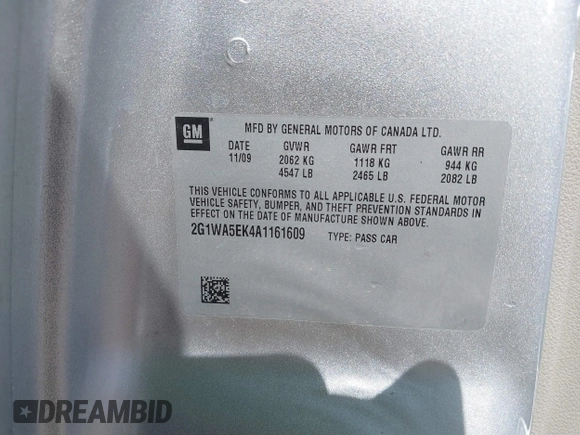 GM MFD BY GENERAL MOTORS OF CANADA LTD.
DATE GVWR GAWR FRT GAWR RR
11/09 2062 KG 1118 KG 944 KG
4547 LB 2465 LB 2082 LB
THIS VEHICLE CONFORMS TO ALL APPLICABLE U.S. FEDERAL MOTOR
VEHICLE SAFETY, BUMPER, AND THEFT PREVENTION STANDARDS IN
EFFECT ON THE DATE OF MANUFACTURE SHOWN ABOVE.
2G1WA5EK4A1161609 TYPE: PASS CAR
DREAMBID